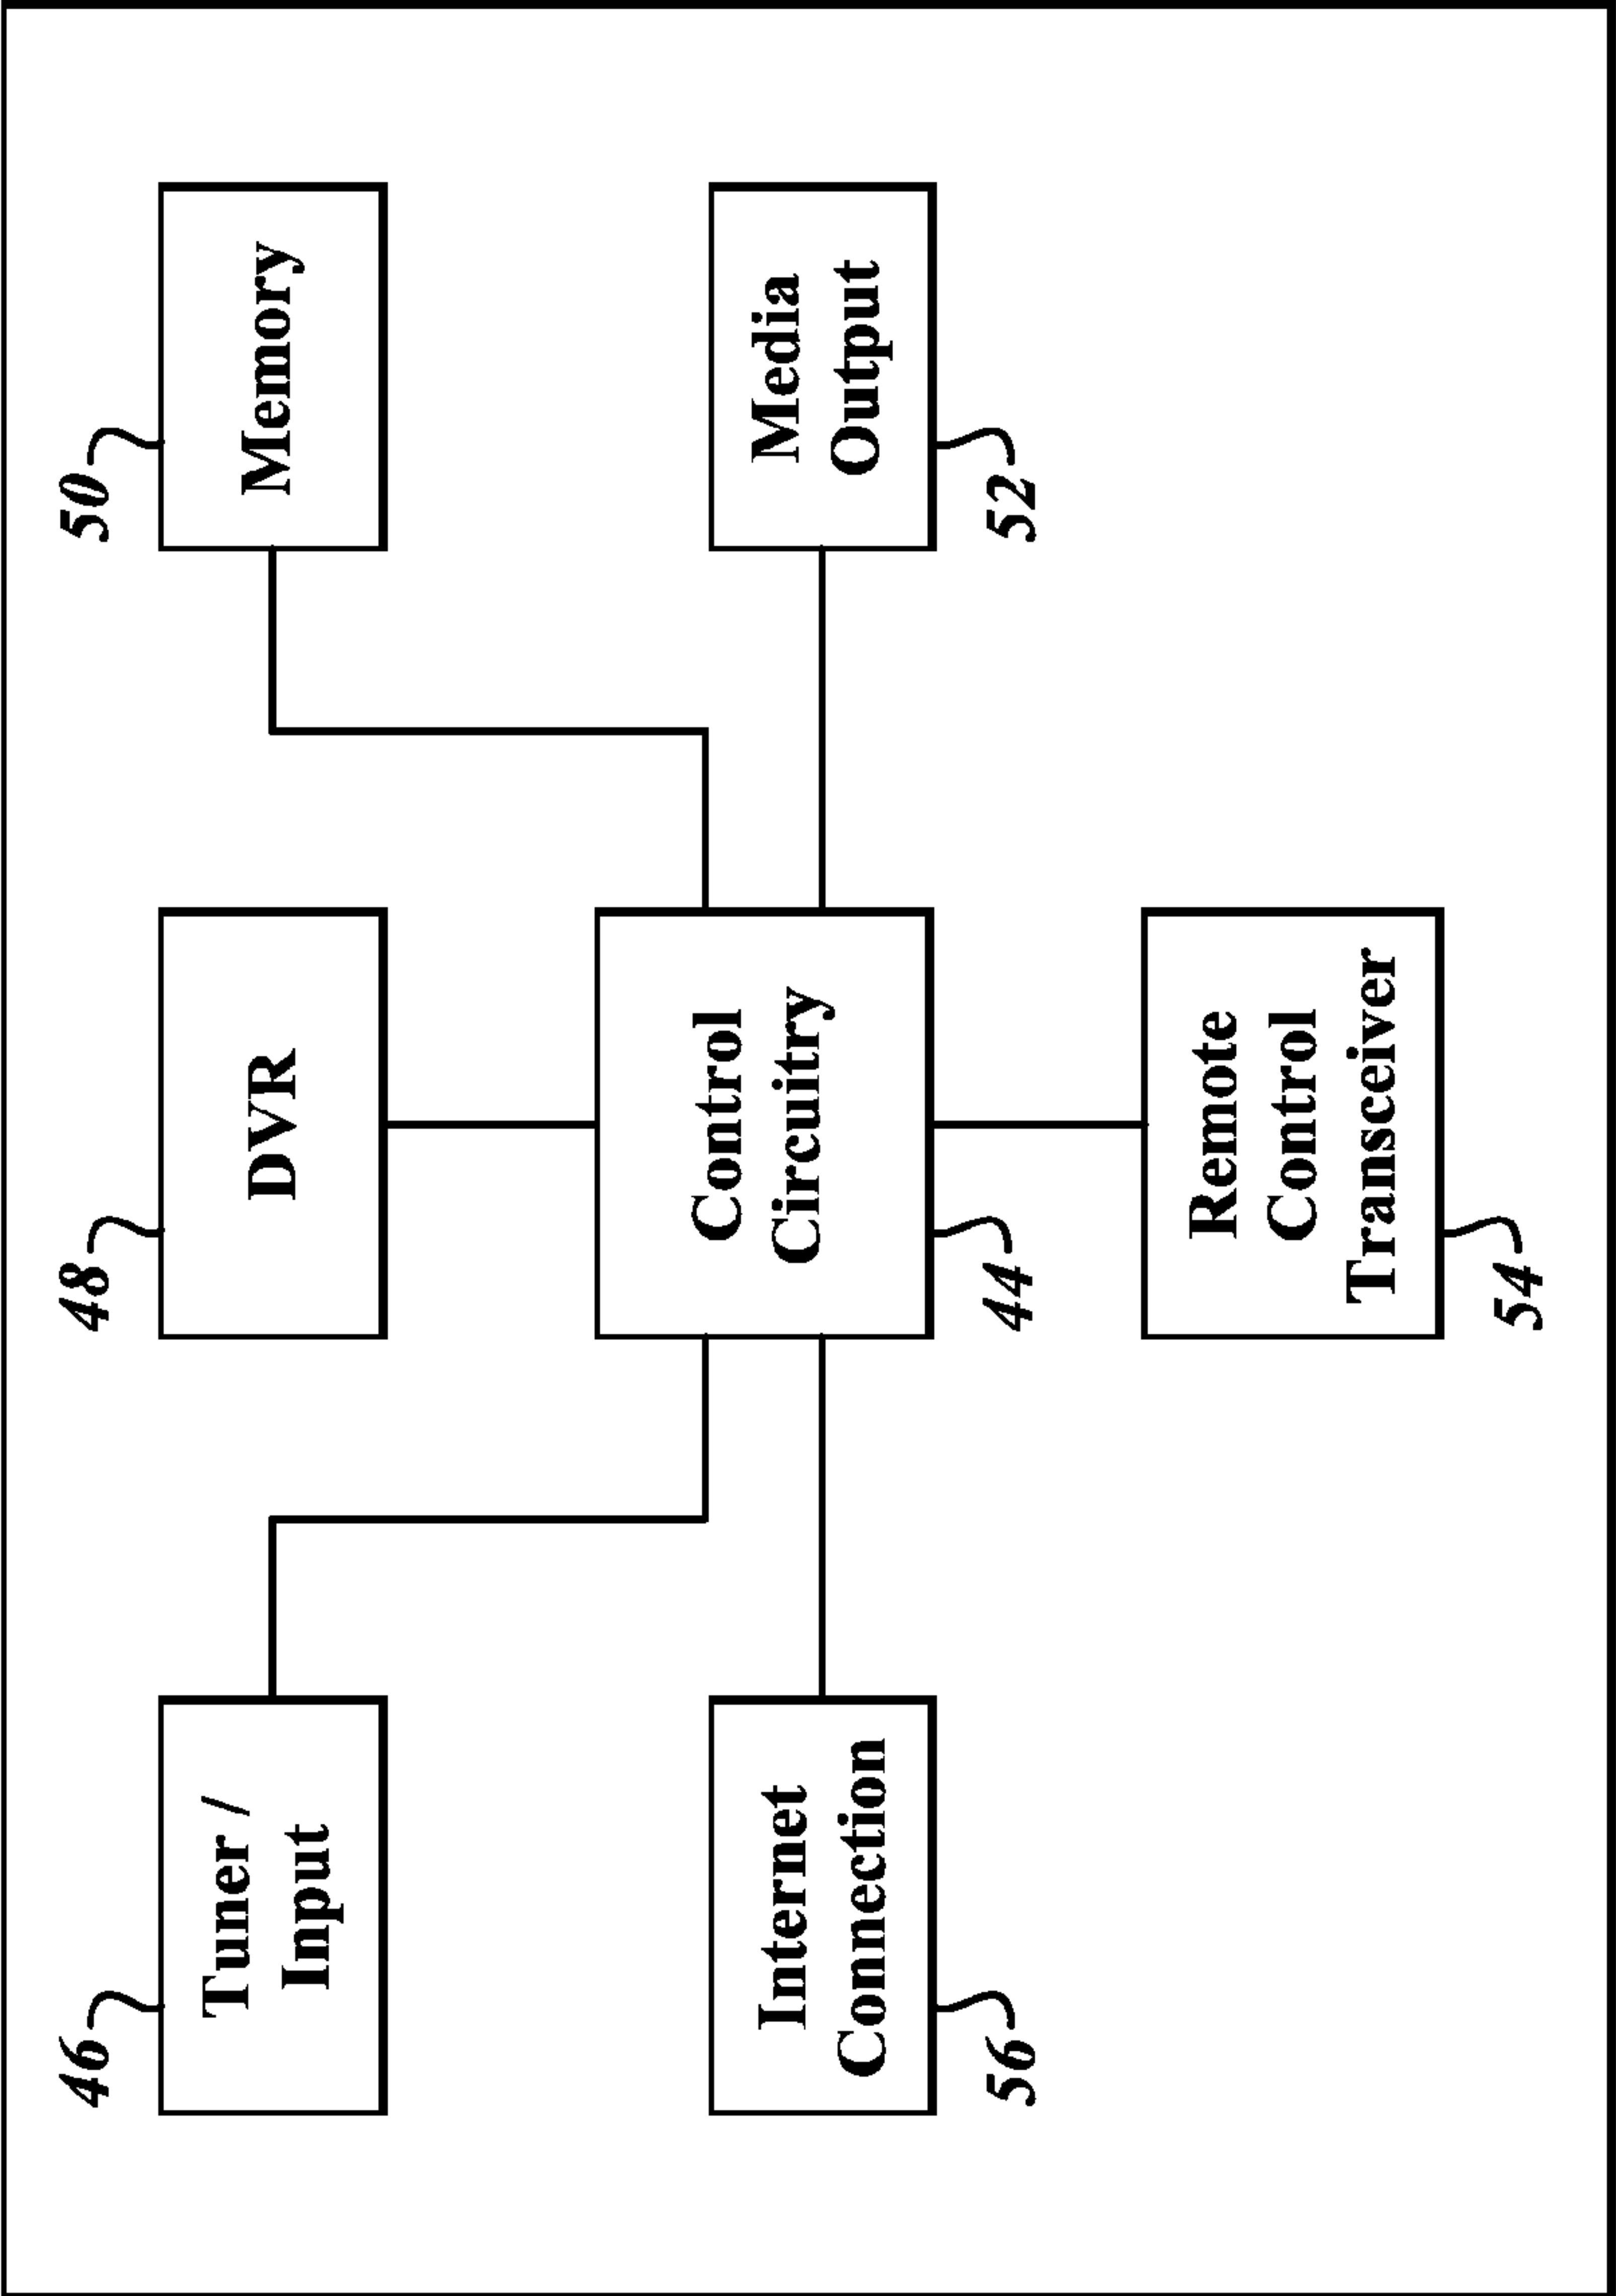 46
Tuner /
Input
48
DVR
50
Memory
Control
Circuitry
44
Internet
Connection
56
Media
Output
52
Remote
Control
Transceiver
54